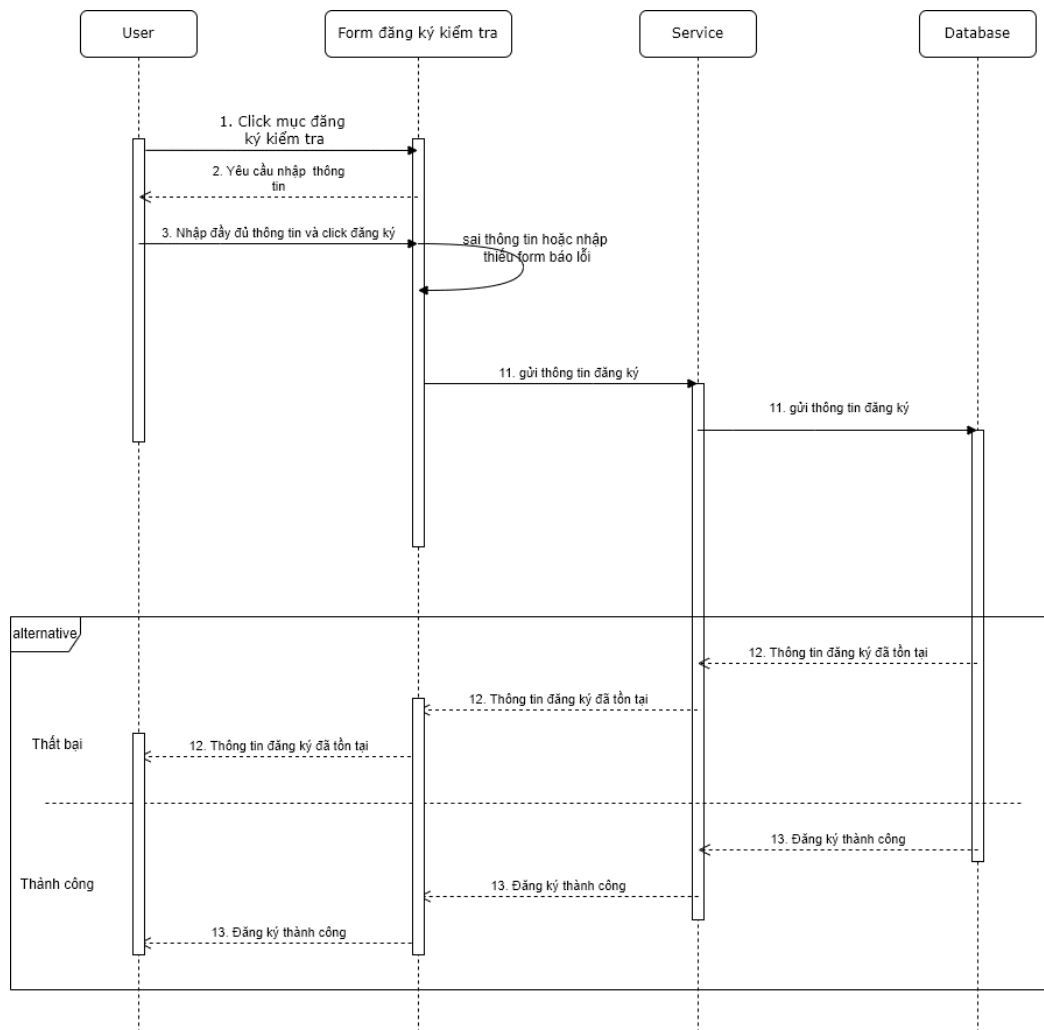 User
Form đăng ký kiểm tra
Service
Database
1. Click mục đăng
ký kiểm tra
2. Yêu cầu nhập thông
tin
3. Nhập đầy đủ thông tin và click đăng ký
sai thông tin hoặc nhập
thiếu form báo lỗi
11. gửi thông tin đăng ký
11. gửi thông tin đăng ký
alternative
12. Thông tin đăng ký đã tồn tại
12. Thông tin đăng ký đã tồn tại
Thất bại
12. Thông tin đăng ký đã tồn tại
13. Đăng ký thành công
Thành công
13. Đăng ký thành công
13. Đăng ký thành công